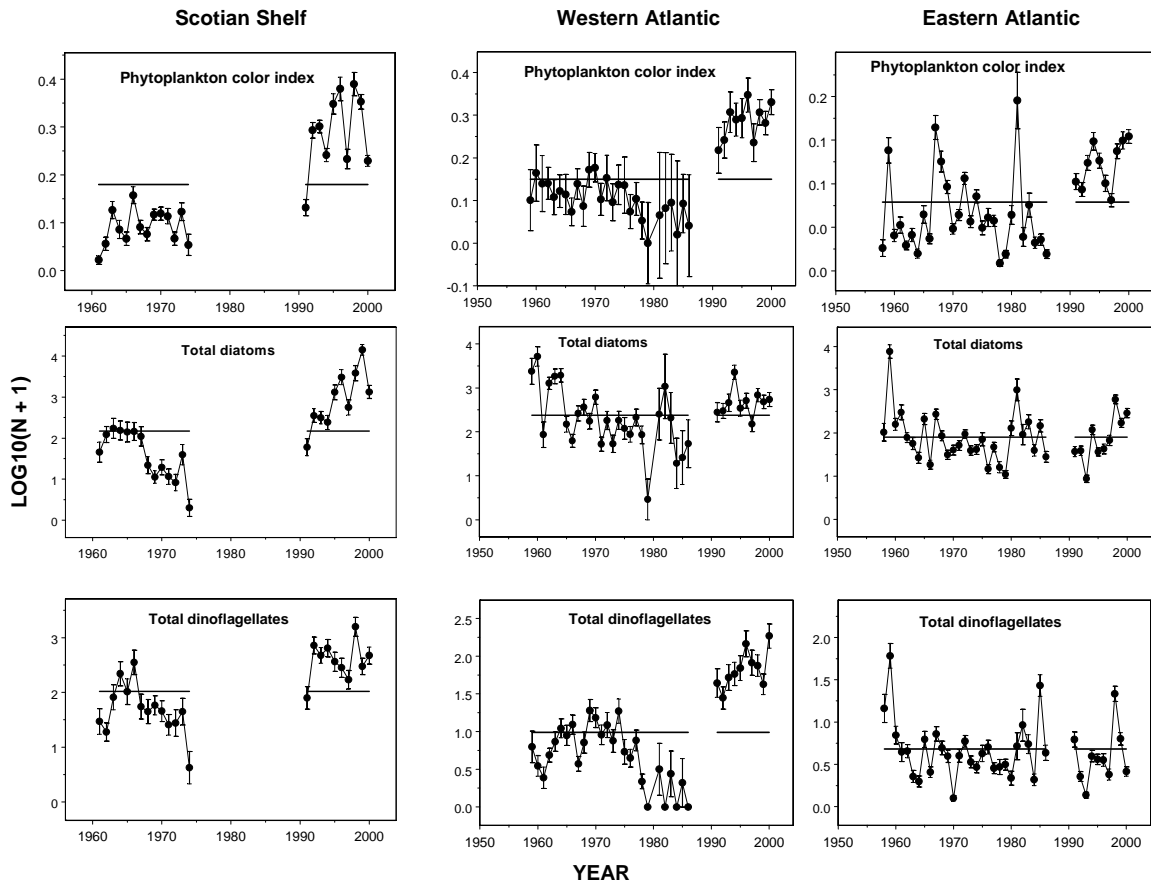 Scotian Shelf Western Atlantic Eastern Atlantic
Phytoplankton color index
0.4
0.3
0.2
0.1
0.0
1960 1970 1980 1990 2000
Phytoplankton color index
0.4
0.3
0.2
0.1
0.0
-0.1
1950 1960 1970 1980 1990 2000
Phytoplankton color index
0.2
0.1
0.1
0.0
0.0
1950 1960 1970 1980 1990 2000
LOG10(N + 1)
Total diatoms
4
3
2
1
0
1960 1970 1980 1990 2000
Total diatoms
4
3
2
1
0
1950 1960 1970 1980 1990 2000
Total diatoms
4
3
2
1
0
1950 1960 1970 1980 1990 2000
Total dinoflagellates
3
2
1
0
1960 1970 1980 1990 2000
Total dinoflagellates
2.5
2.0
1.5
1.0
0.5
0.0
1950 1960 1970 1980 1990 2000
Total dinoflagellates
2.5
2.0
1.5
1.0
0.5
0.0
1950 1960 1970 1980 1990 2000
YEAR